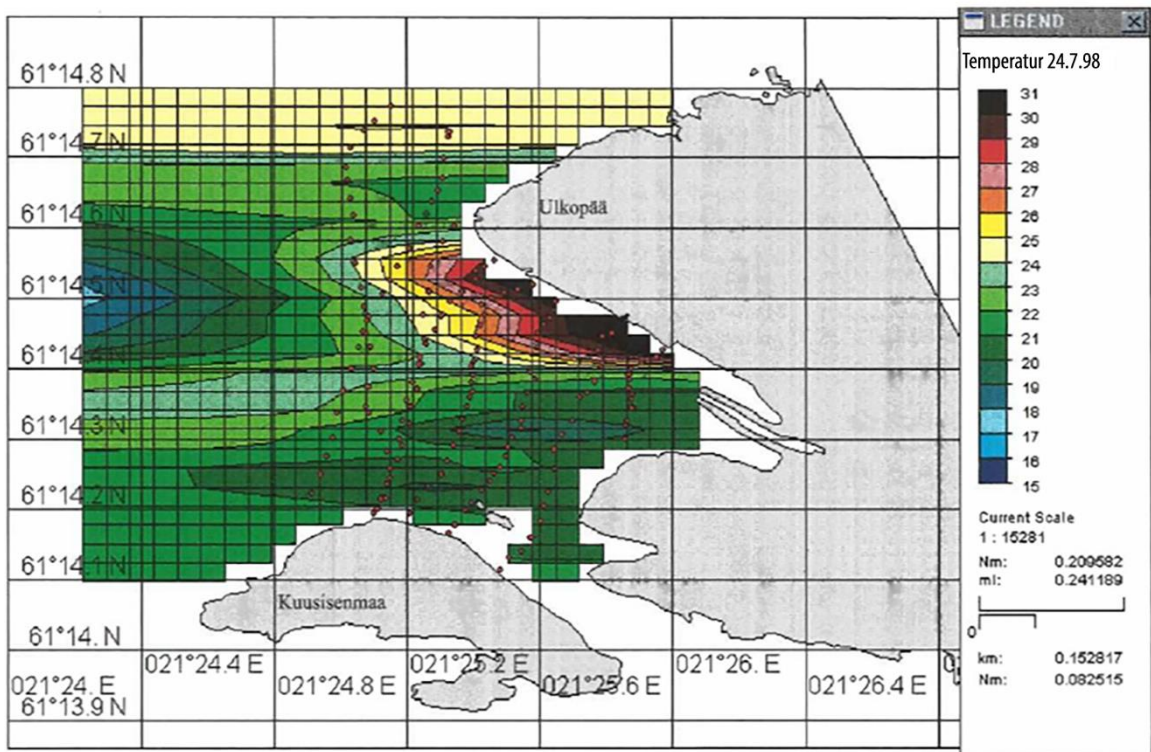 61°14.8 N
61°14.7 N
61°14.6 N
61°14.5 N
61°14.4 N
61°14.3 N
61°14.2 N
61°14.1 N
61°14. N
61°13.9 N
021°24. E
021°24.4 E
021°24.8 E
021°25.2 E
021°25.6 E
021°26. E
021°26.4 E
Ulkopää
Kuusisenmaa
LEGEND
Temperatur 24.7.98
31
30
29
28
27
26
25
24
23
22
21
20
19
18
17
16
15
Current Scale
1 : 15281
Nm: 0.209582
mi: 0.241189
0
km: 0.152817
Nm: 0.082515